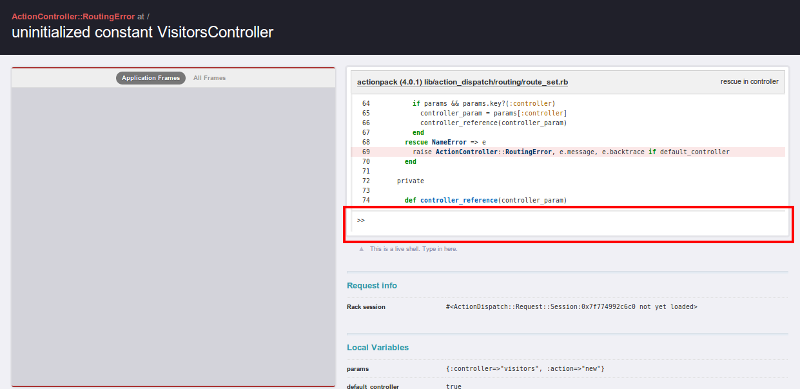 ActionController::RoutingError at /
uninitialized constant VisitorsController
Application Frames All Frames
actionpack (4.0.1) lib/action_dispatch/routing/route_set.rb rescue in controller
64 if params && params.key?(:controller)
65 controller_param = params[:controller]
66 controller_reference(controller_param)
67 end
68 rescue NameError => e
69 raise ActionController::RoutingError, e.message, e.backtrace if default_controller
70 end
71
72 private
73
74 def controller_reference(controller_param)
>>
This is a live shell. Type in here.
Request info
Rack session #<ActionDispatch::Request::Session:0x7f774992c6c0 not yet loaded>
Local Variables
params {:controller=>"visitors", :action=>"new"}
default_controller true